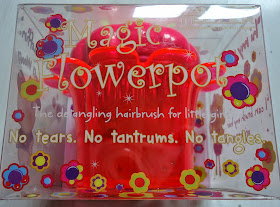 Magic
Flowerpot
The detangling hairbrush for little girls
No tears. No tantrums. No tangles.